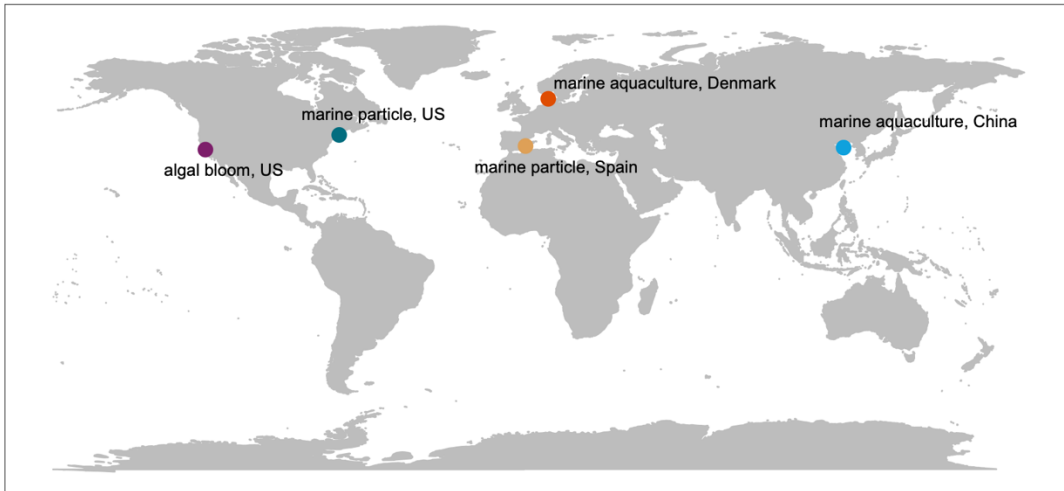 marine aquaculture, Denmark
marine particle, US
marine aquaculture, China
algal bloom, US
marine particle, Spain